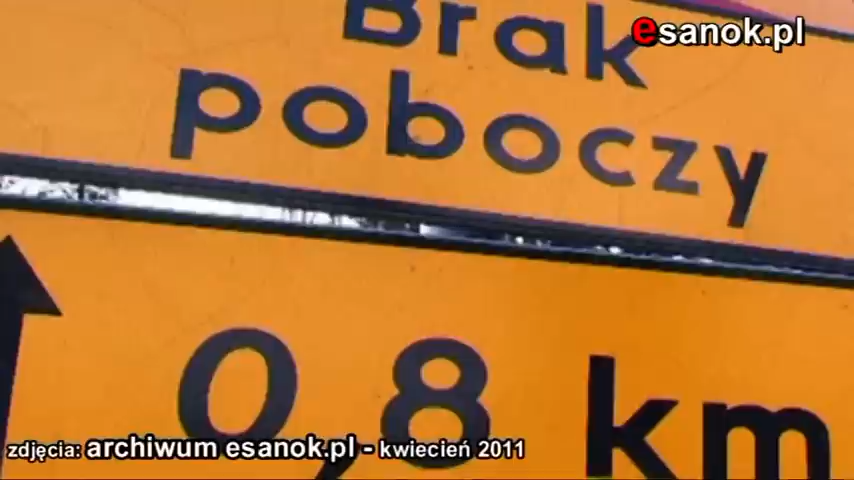 esanok.pl
Brak
poboczy
0,8 km
zdjęcia: archiwum esanok.pl - kwiecień 2011